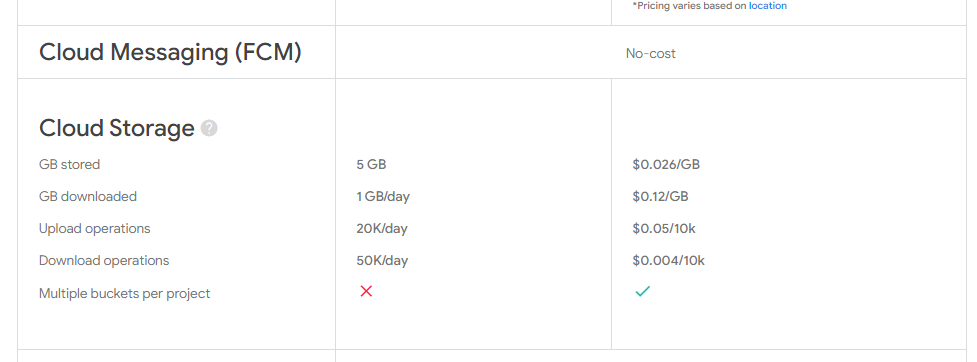 *Pricing varies based on location
Cloud Messaging (FCM)
No-cost
Cloud Storage ?
GB stored 5 GB $0.026/GB
GB downloaded 1 GB/day $0.12/GB
Upload operations 20K/day $0.05/10k
Download operations 50K/day $0.004/10k
Multiple buckets per project